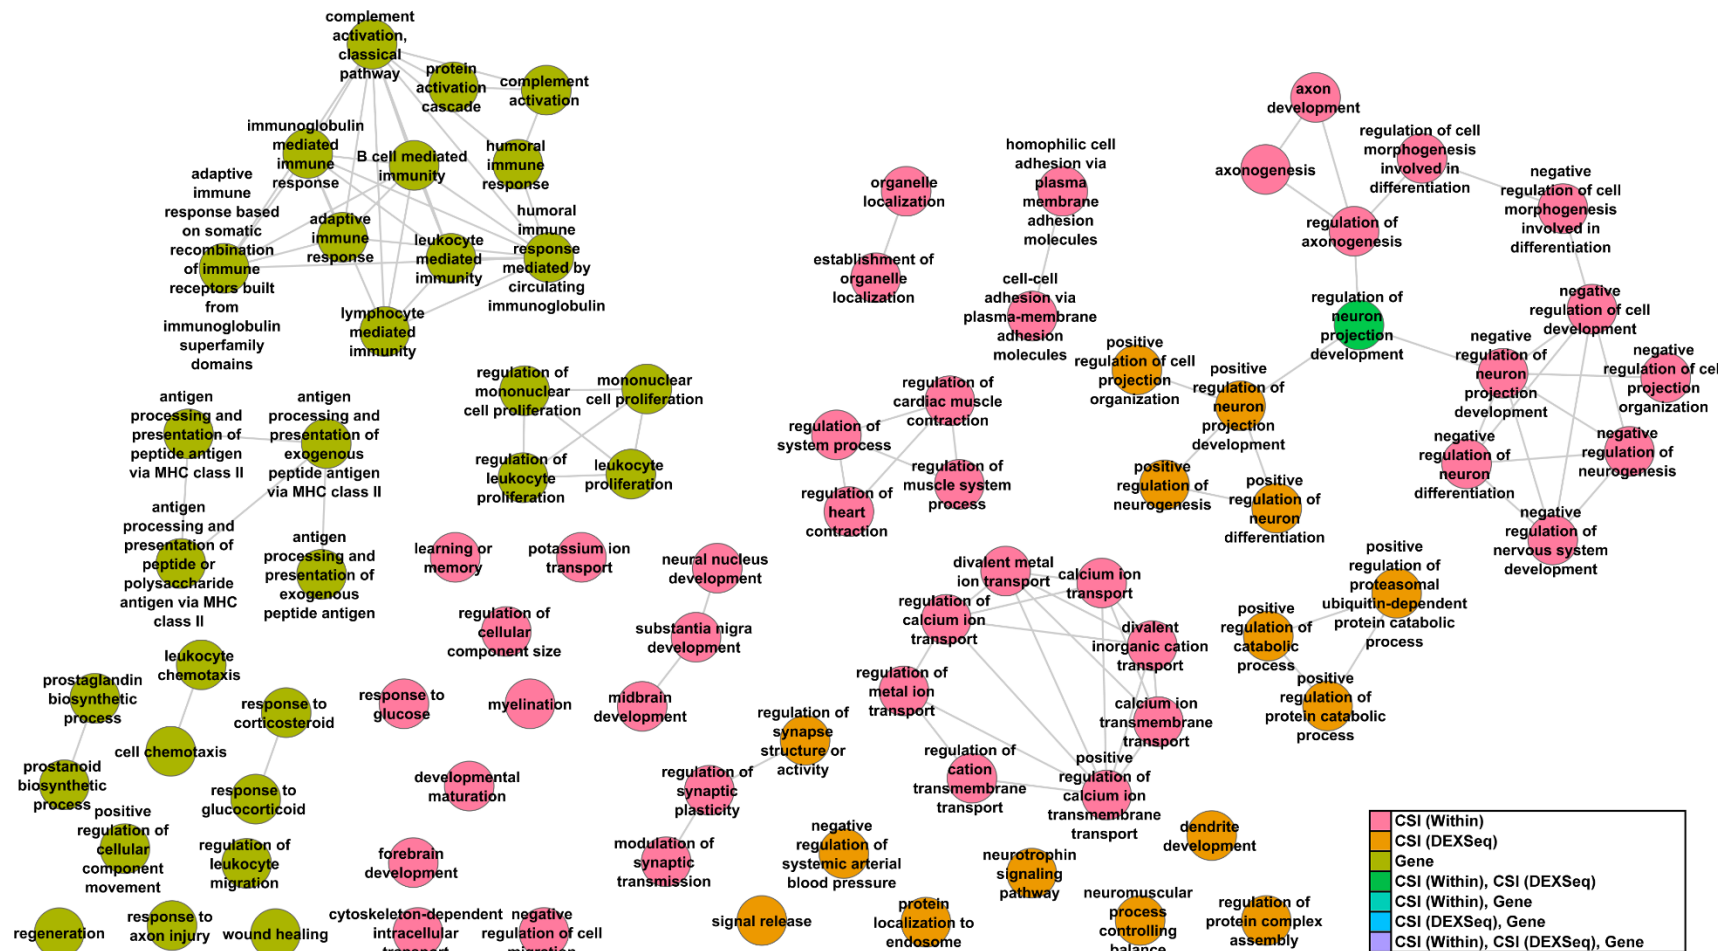 complement
activation,
classical
pathway
protein
activation
cascade
complement
activation
immunoglobulin
mediated
immune
response
B cell mediated
immunity
humoral
immune
response
adaptive
immune
response based
on somatic
recombination
of immune
receptors built
from
immunoglobulin
superfamily
domains
adaptive
immune
response
leukocyte
mediated
immunity
humoral
immune
response
mediated by
circulating
immunoglobulin
lymphocyte
mediated
immunity
antigen
processing and
presentation of
peptide antigen
via MHC class II
antigen
processing and
presentation of
exogenous
peptide antigen
via MHC class II
antigen
processing and
presentation of
peptide or
polysaccharide
antigen via MHC
class II
antigen
processing and
presentation of
exogenous
peptide antigen
regulation of
mononuclear
cell proliferation
mononuclear
cell proliferation
regulation of
leukocyte
proliferation
leukocyte
proliferation
organelle
localization
establishment of
organelle
localization
homophilic cell
adhesion via
plasma
membrane
adhesion
molecules
cell-cell
adhesion via
plasma-membrane
adhesion
molecules
axon
development
axonogenesis
regulation of cell
morphogenesis
involved in
differentiation
regulation of
axonogenesis
negative
regulation of cell
morphogenesis
involved in
differentiation
regulation of
neuron
projection
development
negative
regulation of cell
development
negative
regulation of
neuron
projection
development
negative
regulation of cell
projection
organization
negative
regulation of
neuron
differentiation
negative
regulation of
neurogenesis
negative
regulation of
nervous system
development
positive
regulation of cell
projection
organization
positive
regulation of
neuron
projection
development
positive
regulation of
neurogenesis
positive
regulation of
neuron
differentiation
regulation of
cardiac muscle
contraction
regulation of
system process
regulation of
muscle system
process
regulation of
heart
contraction
learning or
memory
potassium ion
transport
neural nucleus
development
regulation of
cellular
component size
substantia nigra
development
response to
glucose
myelination
midbrain
development
divalent metal
ion transport
calcium ion
transport
regulation of
calcium ion
transport
divalent
inorganic cation
transport
regulation of
metal ion
transport
calcium ion
transmembrane
transport
regulation of
cation
transmembrane
transport
positive
regulation of
calcium ion
transmembrane
transport
positive
regulation of
proteasomal
ubiquitin-dependent
protein catabolic
process
positive
regulation of
catabolic
process
positive
regulation of
protein catabolic
process
leukocyte
chemotaxis
cell chemotaxis
prostaglandin
biosynthetic
process
prostanoid
biosynthetic
process
response to
corticosteroid
response to
glucocorticoid
positive
regulation of
cellular
component
movement
regulation of
leukocyte
migration
regeneration
response to
axon injury
wound healing
developmental
maturation
forebrain
development
cytoskeleton-dependent
intracellular
transport
negative
regulation of cell
migration
regulation of
synapse
structure or
activity
regulation of
synaptic
plasticity
modulation of
synaptic
transmission
negative
regulation of
systemic arterial
blood pressure
signal release
protein
localization to
endosome
neurotrophin
signaling
pathway
dendrite
development
neuromuscular
process
controlling
balance
regulation of
protein complex
assembly
CSI (Within)
CSI (DEXSeq)
Gene
CSI (Within), CSI (DEXSeq)
CSI (Within), Gene
CSI (DEXSeq), Gene
CSI (Within), CSI (DEXSeq), Gene